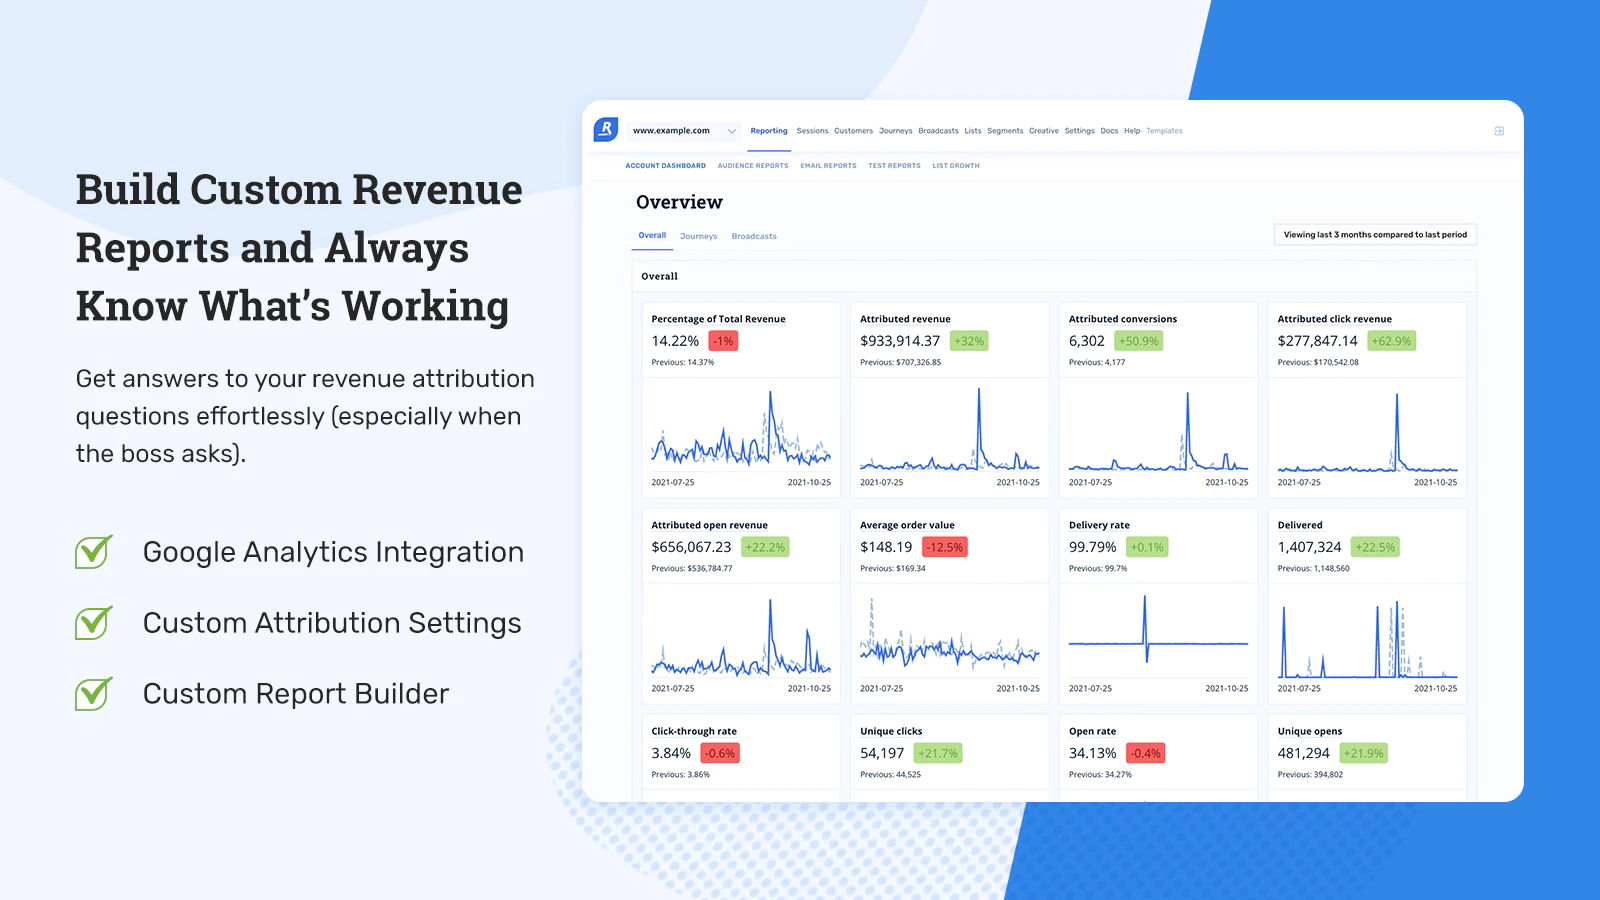 Build Custom Revenue
Reports and Always
Know What's Working
Get answers to your revenue attribution
questions effortlessly (especially when
the boss asks).
Google Analytics Integration
Custom Attribution Settings
Custom Report Builder
R
www.example.com
Reporting Sessions Customers Journeys Broadcasts Lists Segments Creative Settings Docs Help Templates
ACCOUNT DASHBOARD AUDIENCE REPORTS EMAIL REPORTS TEST REPORTS LIST GROWTH
Overview
Overall Journeys Broadcasts
Viewing last 3 months compared to last period
Overall
Percentage of Total Revenue
14.22% -1%
Previous: 14.37%
2021-07-25 2021-10-25
Attributed revenue
$933,914.37 +32%
Previous: $707,326.85
2021-07-25 2021-10-25
Attributed conversions
6,302 +50.9%
Previous: 4,177
2021-07-25 2021-10-25
Attributed click revenue
$277,847.14 +62.9%
Previous: $170,542.08
2021-07-25 2021-10-25
Attributed open revenue
$656,067.23 +22.2%
Previous: $536,784.77
2021-07-25 2021-10-25
Average order value
$148.19 -12.5%
Previous: $169.34
2021-07-25 2021-10-25
Delivery rate
99.79% +0.1%
Previous: 99.7%
2021-07-25 2021-10-25
Delivered
1,407,324 +22.5%
Previous: 1,148,560
2021-07-25 2021-10-25
Click-through rate
3.84% -0.6%
Previous: 3.86%
Unique clicks
54,197 +21.7%
Previous: 44,525
Open rate
34.13% -0.4%
Previous: 34.27%
Unique opens
481,294 +21.9%
Previous: 394,802